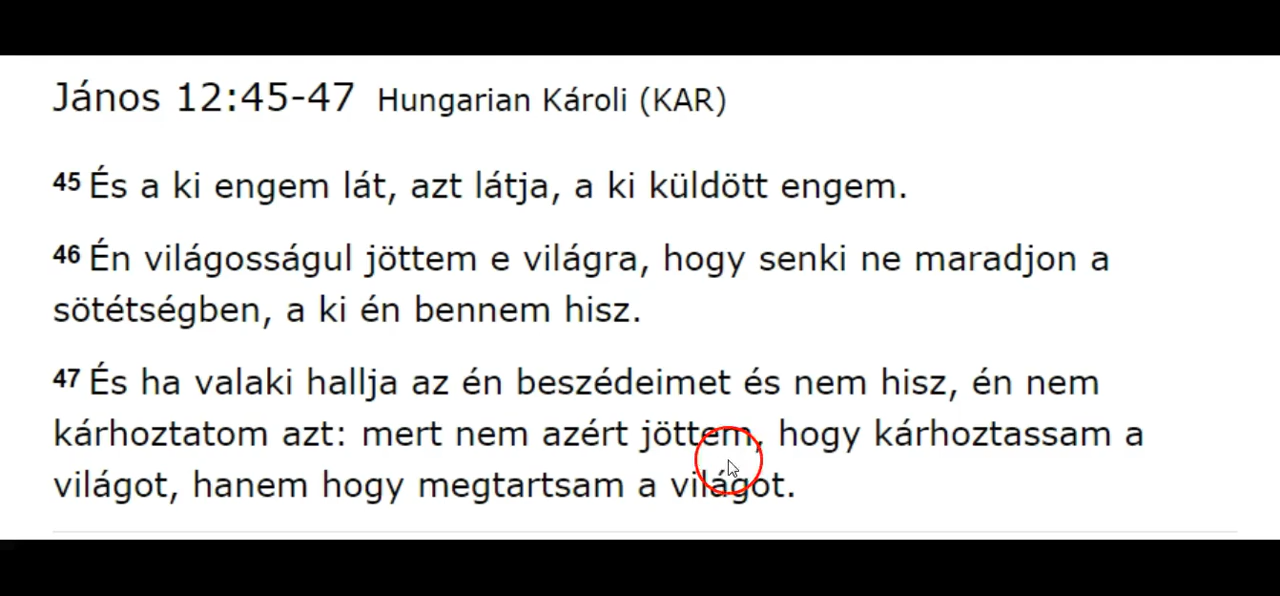 János 12:45-47 Hungarian Károli (KAR)
45 És a ki engem lát, azt látja, a ki küldött engem.
46 Én világosságul jöttem e világra, hogy senki ne maradjon a
sötétségben, a ki én bennem hisz.
47 És ha valaki hallja az én beszédeimet és nem hisz, én nem
kárhoztatom azt: mert nem azért jöttem, hogy kárhoztassam a
világot, hanem hogy megtartsam a világot.